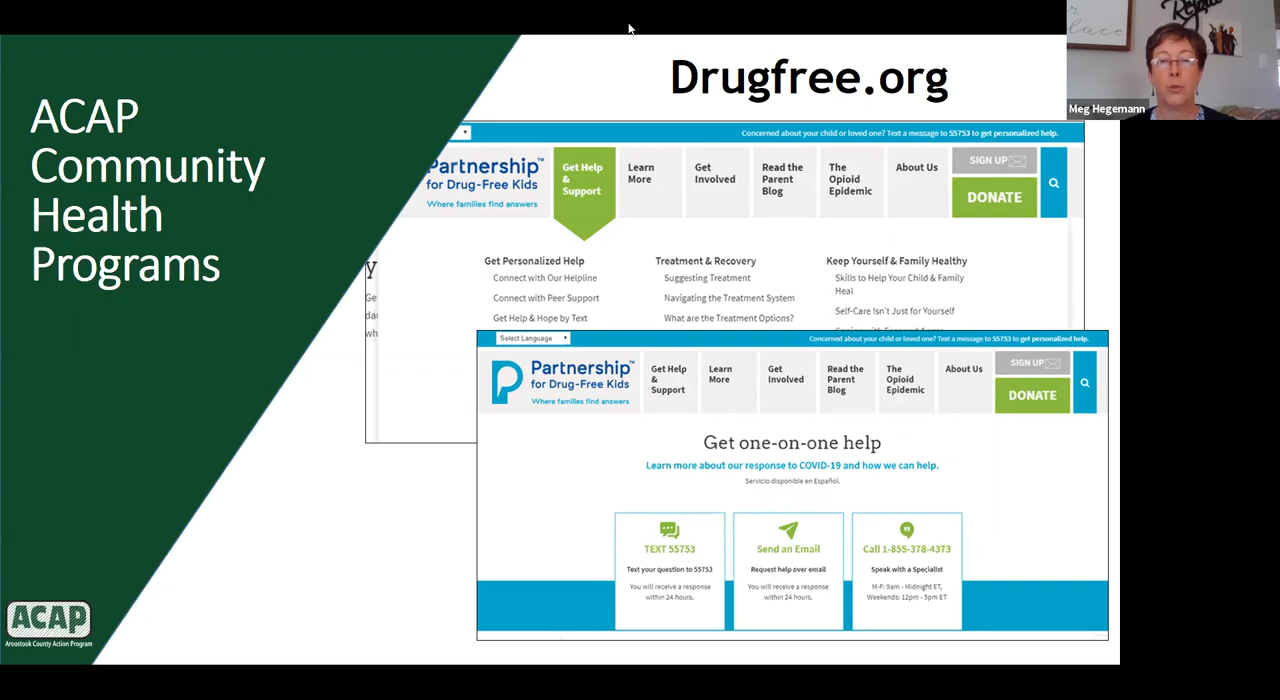 ACAP
Community
Health
Programs
Drugfree.org
Meg Hegemann
Concerned about your child or loved one? Text a message to 55753 to get personalized help.
Partnership™
for Drug-Free Kids
Where families find answers
Get Help
&
Support
Learn
More
Get
Involved
Read the
Parent
Blog
The
Opioid
Epidemic
About Us
SIGN UP
DONATE
Get Personalized Help
Connect with Our Helpline
Connect with Peer Support
Get Help & Hope by Text
Treatment & Recovery
Suggesting Treatment
Navigating the Treatment System
What are the Treatment Options?
Keep Yourself & Family Healthy
Skills to Help Your Child & Family
Heal
Self-Care Isn't Just for Yourself
Select Language
Concerned about your child or loved one? Text a message to 55753 to get personalized help.
Partnership™
for Drug-Free Kids
Where families find answers
Get Help
&
Support
Learn
More
Get
Involved
Read the
Parent
Blog
The
Opioid
Epidemic
About Us
SIGN UP
DONATE
Get one-on-one help
Learn more about our response to COVID-19 and how we can help.
Servicio disponible en Español.
TEXT 55753
Text your question to 55753
You will receive a response
within 24 hours.
Send an Email
Request help over email
You will receive a response
within 24 hours.
Call 1-855-378-4373
Speak with a Specialist
M-F: 9am - Midnight ET,
Weekends: 12pm - 5pm ET
ACAP
Aroostook County Action Program